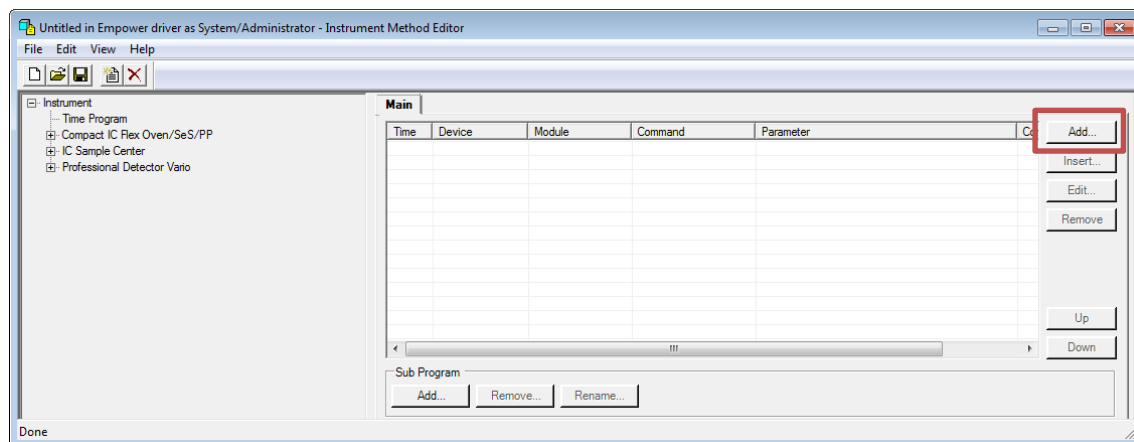 Untitled in Empower driver as System/Administrator - Instrument Method Editor
File Edit View Help
Instrument
Time Program
Compact IC Flex Oven/SeS/PP
IC Sample Center
Professional Detector Vario
Main
Time Device Module Command Parameter Co
Add...
Insert...
Edit...
Remove
Up
Down
Sub Program
Add... Remove... Rename...
Done